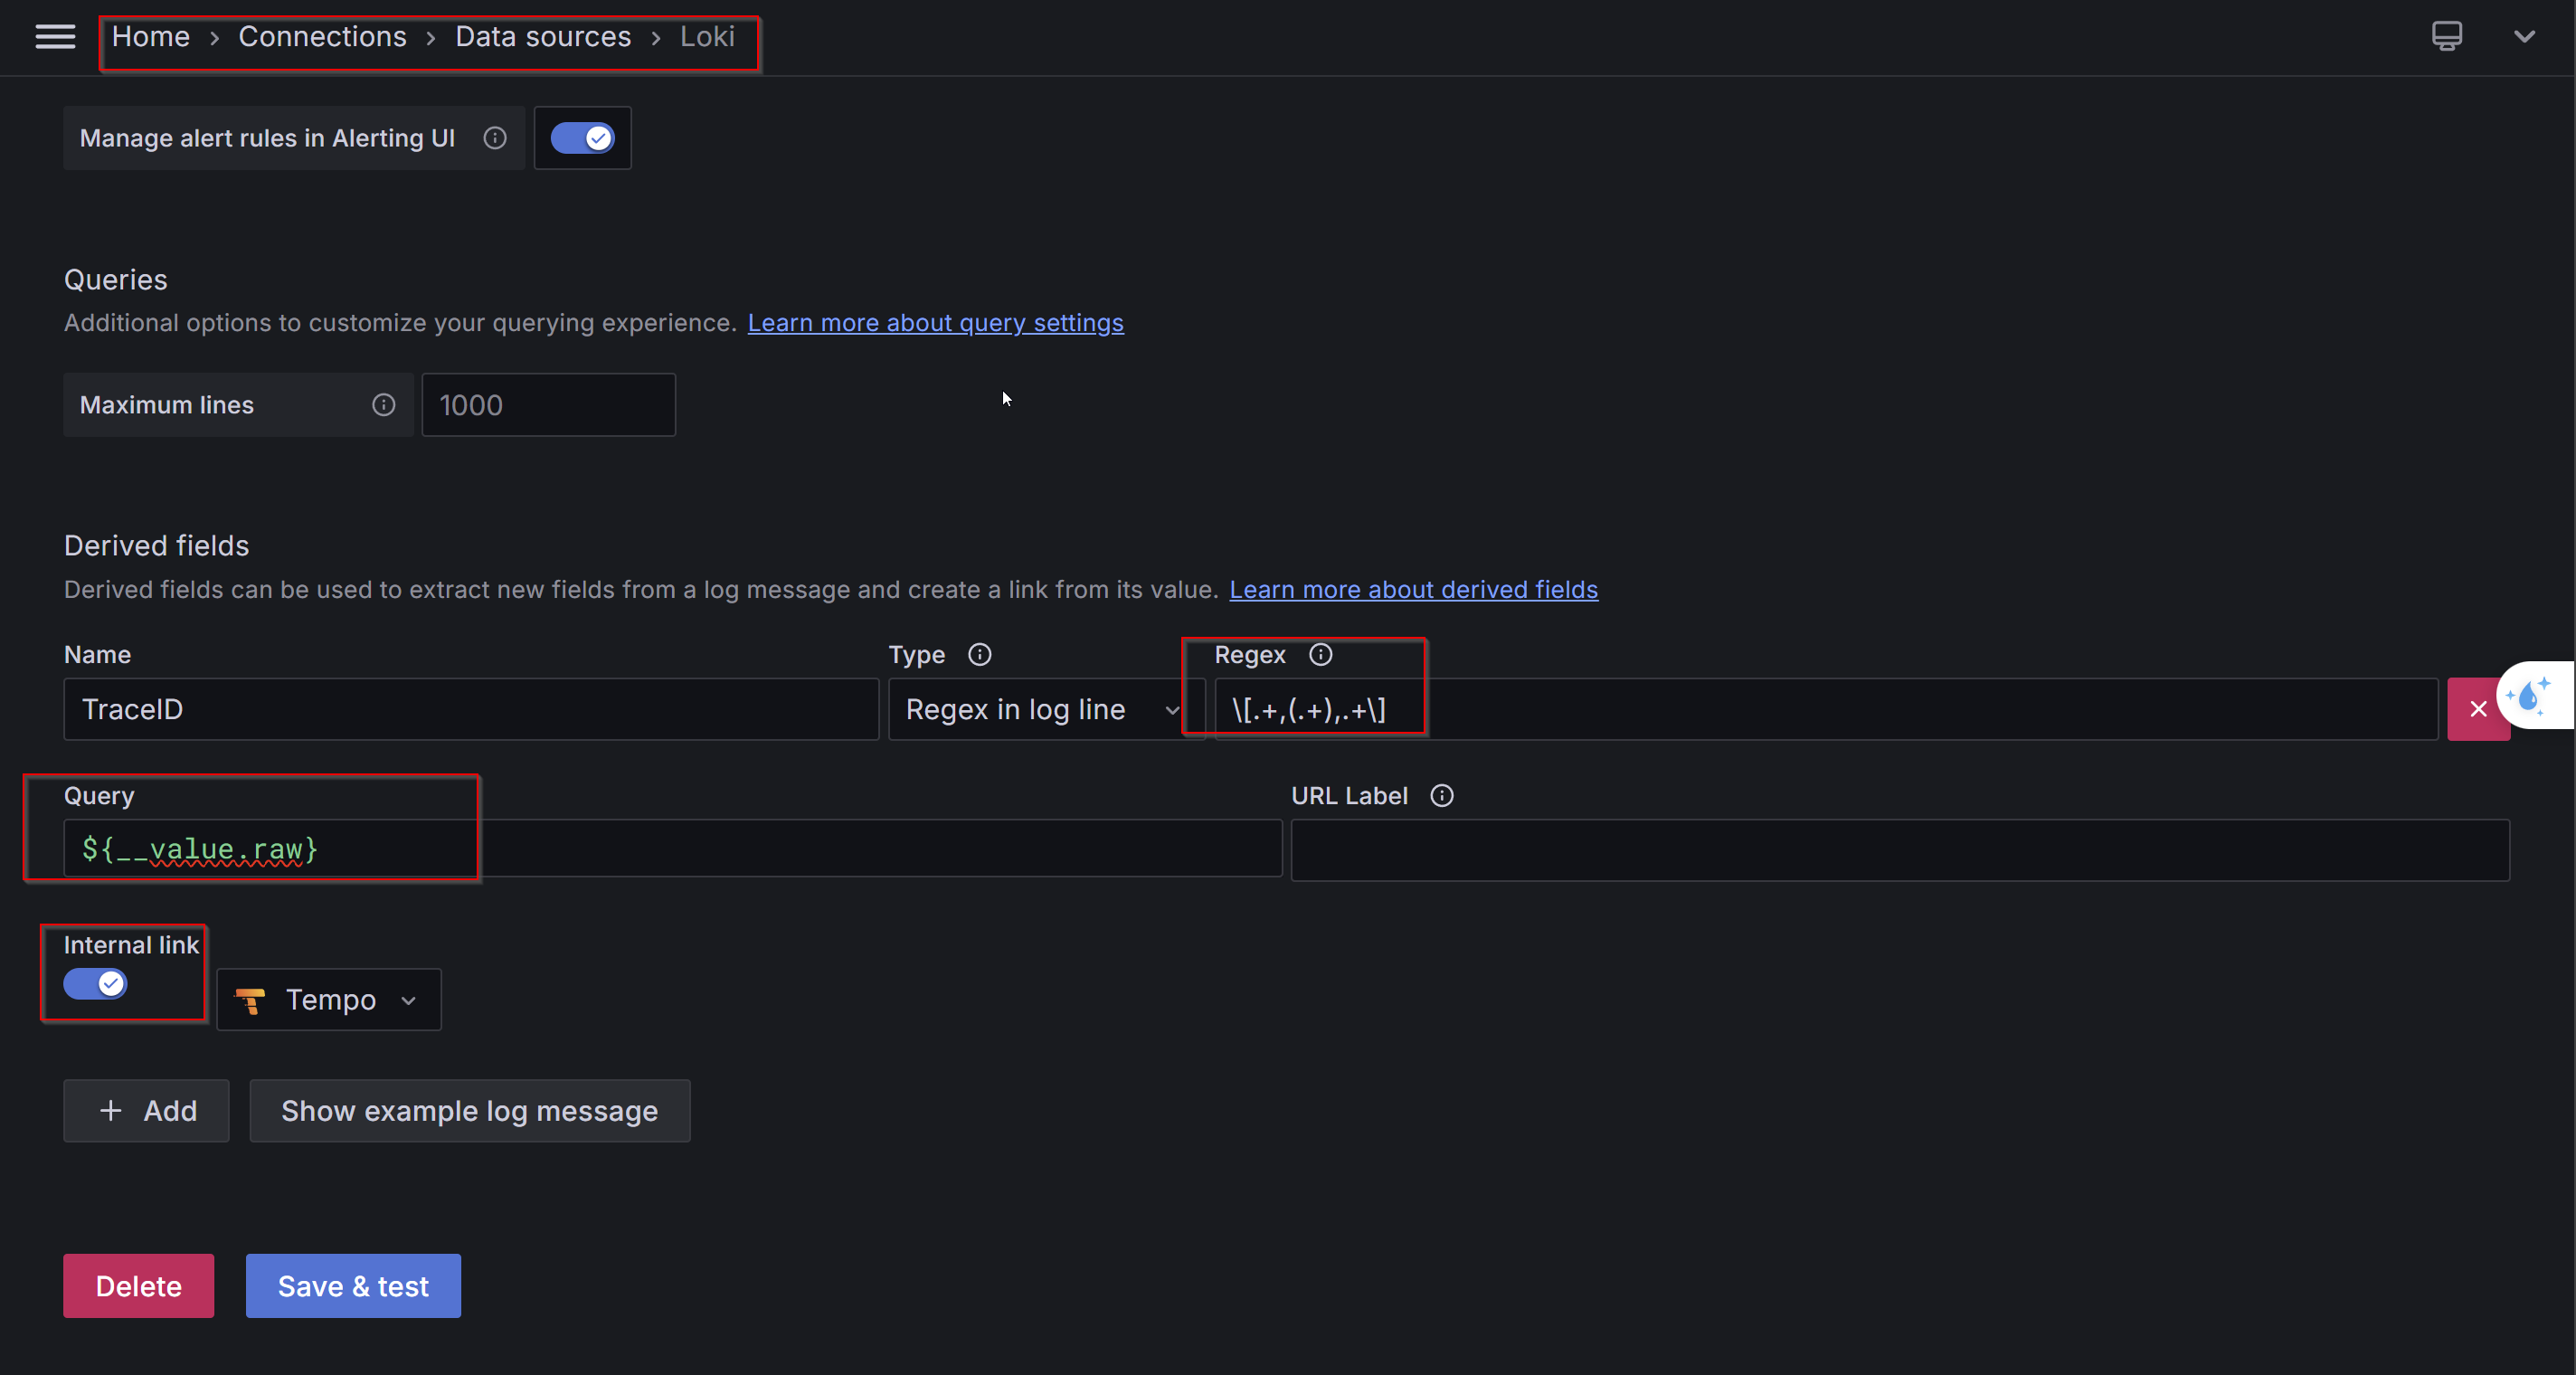 Home > Connections > Data sources > Loki
Manage alert rules in Alerting UI
Queries
Additional options to customize your querying experience. Learn more about query settings
Maximum lines 1000
Derived fields
Derived fields can be used to extract new fields from a log message and create a link from its value. Learn more about derived fields
Name Type Regex
TraceID Regex in log line \[.+,(.+),.+\]
Query URL Label
${__value.raw}
Internal link
Tempo
+ Add Show example log message
Delete Save & test